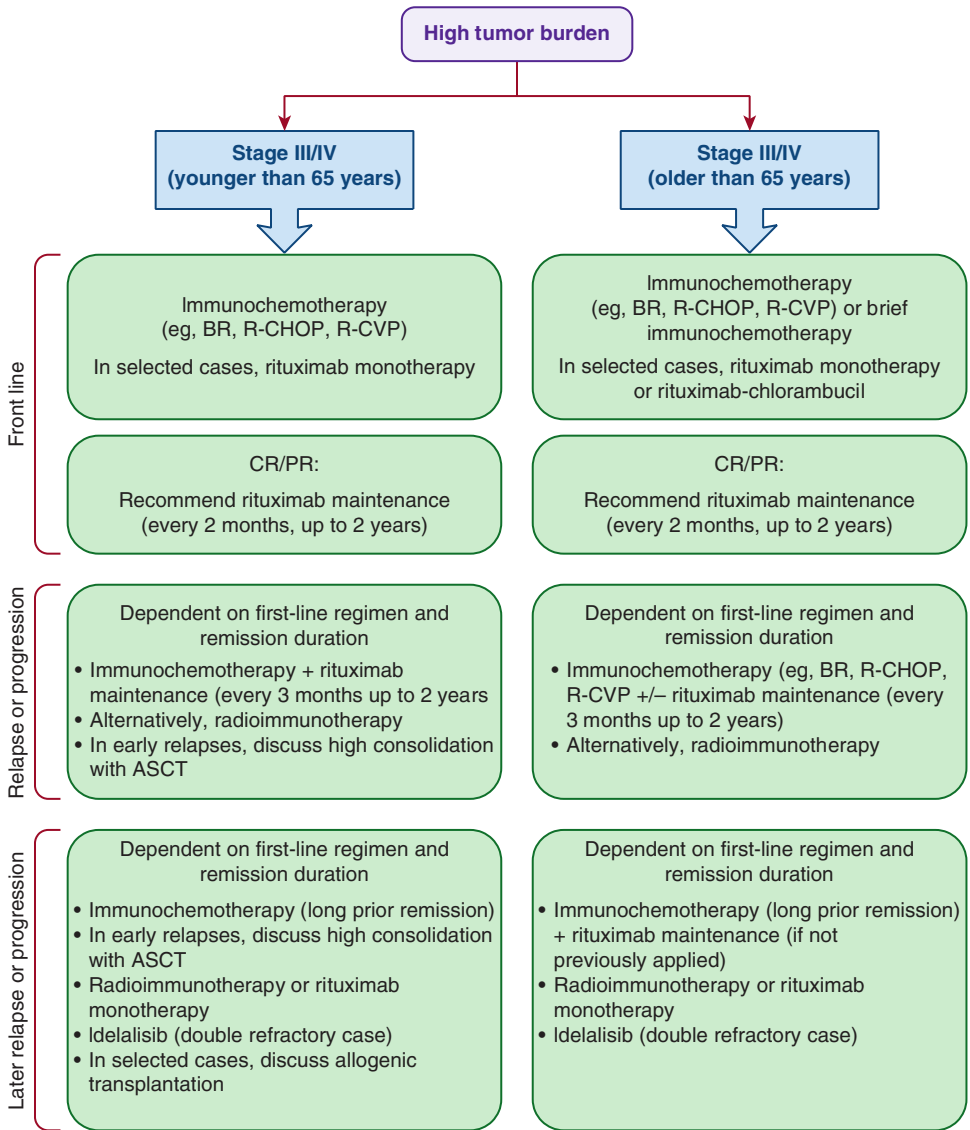 High tumor burden
Stage III/IV
(younger than 65 years)
Stage III/IV
(older than 65 years)
Front line
Immunochemotherapy
(eg, BR, R-CHOP, R-CVP)
In selected cases, rituximab monotherapy
Immunochemotherapy
(eg, BR, R-CHOP, R-CVP) or brief
immunochemotherapy
In selected cases, rituximab monotherapy
or rituximab-chlorambucil
CR/PR:
Recommend rituximab maintenance
(every 2 months, up to 2 years)
CR/PR:
Recommend rituximab maintenance
(every 2 months, up to 2 years)
Relapse or progression
Dependent on first-line regimen and
remission duration
• Immunochemotherapy + rituximab
maintenance (every 3 months up to 2 years
• Alternatively, radioimmunotherapy
• In early relapses, discuss high consolidation
with ASCT
Dependent on first-line regimen and
remission duration
• Immunochemotherapy (eg, BR, R-CHOP,
R-CVP +/– rituximab maintenance (every
3 months up to 2 years)
• Alternatively, radioimmunotherapy
Later relapse or progression
Dependent on first-line regimen and
remission duration
• Immunochemotherapy (long prior remission)
• In early relapses, discuss high consolidation
with ASCT
• Radioimmunotherapy or rituximab
monotherapy
• Idelalisib (double refractory case)
• In selected cases, discuss allogenic
transplantation
Dependent on first-line regimen and
remission duration
• Immunochemotherapy (long prior remission)
+ rituximab maintenance (if not
previously applied)
• Radioimmunotherapy or rituximab
monotherapy
• Idelalisib (double refractory case)